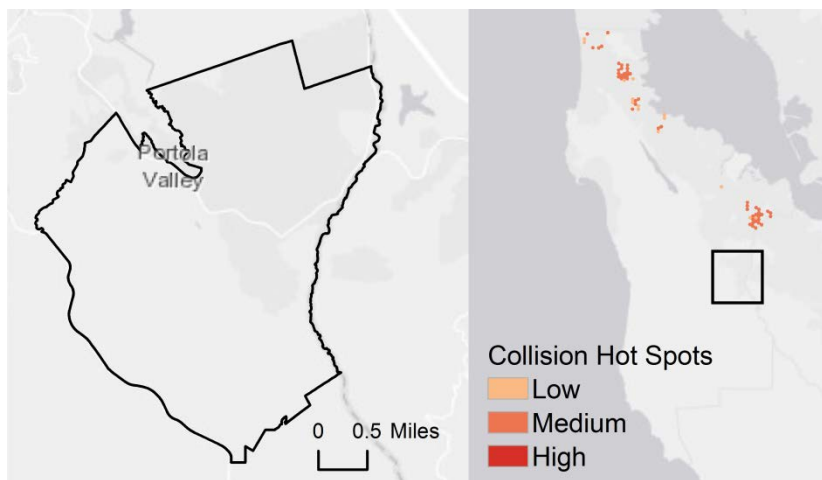 Portola
Valley
0 0.5 Miles
Collision Hot Spots
Low
Medium
High